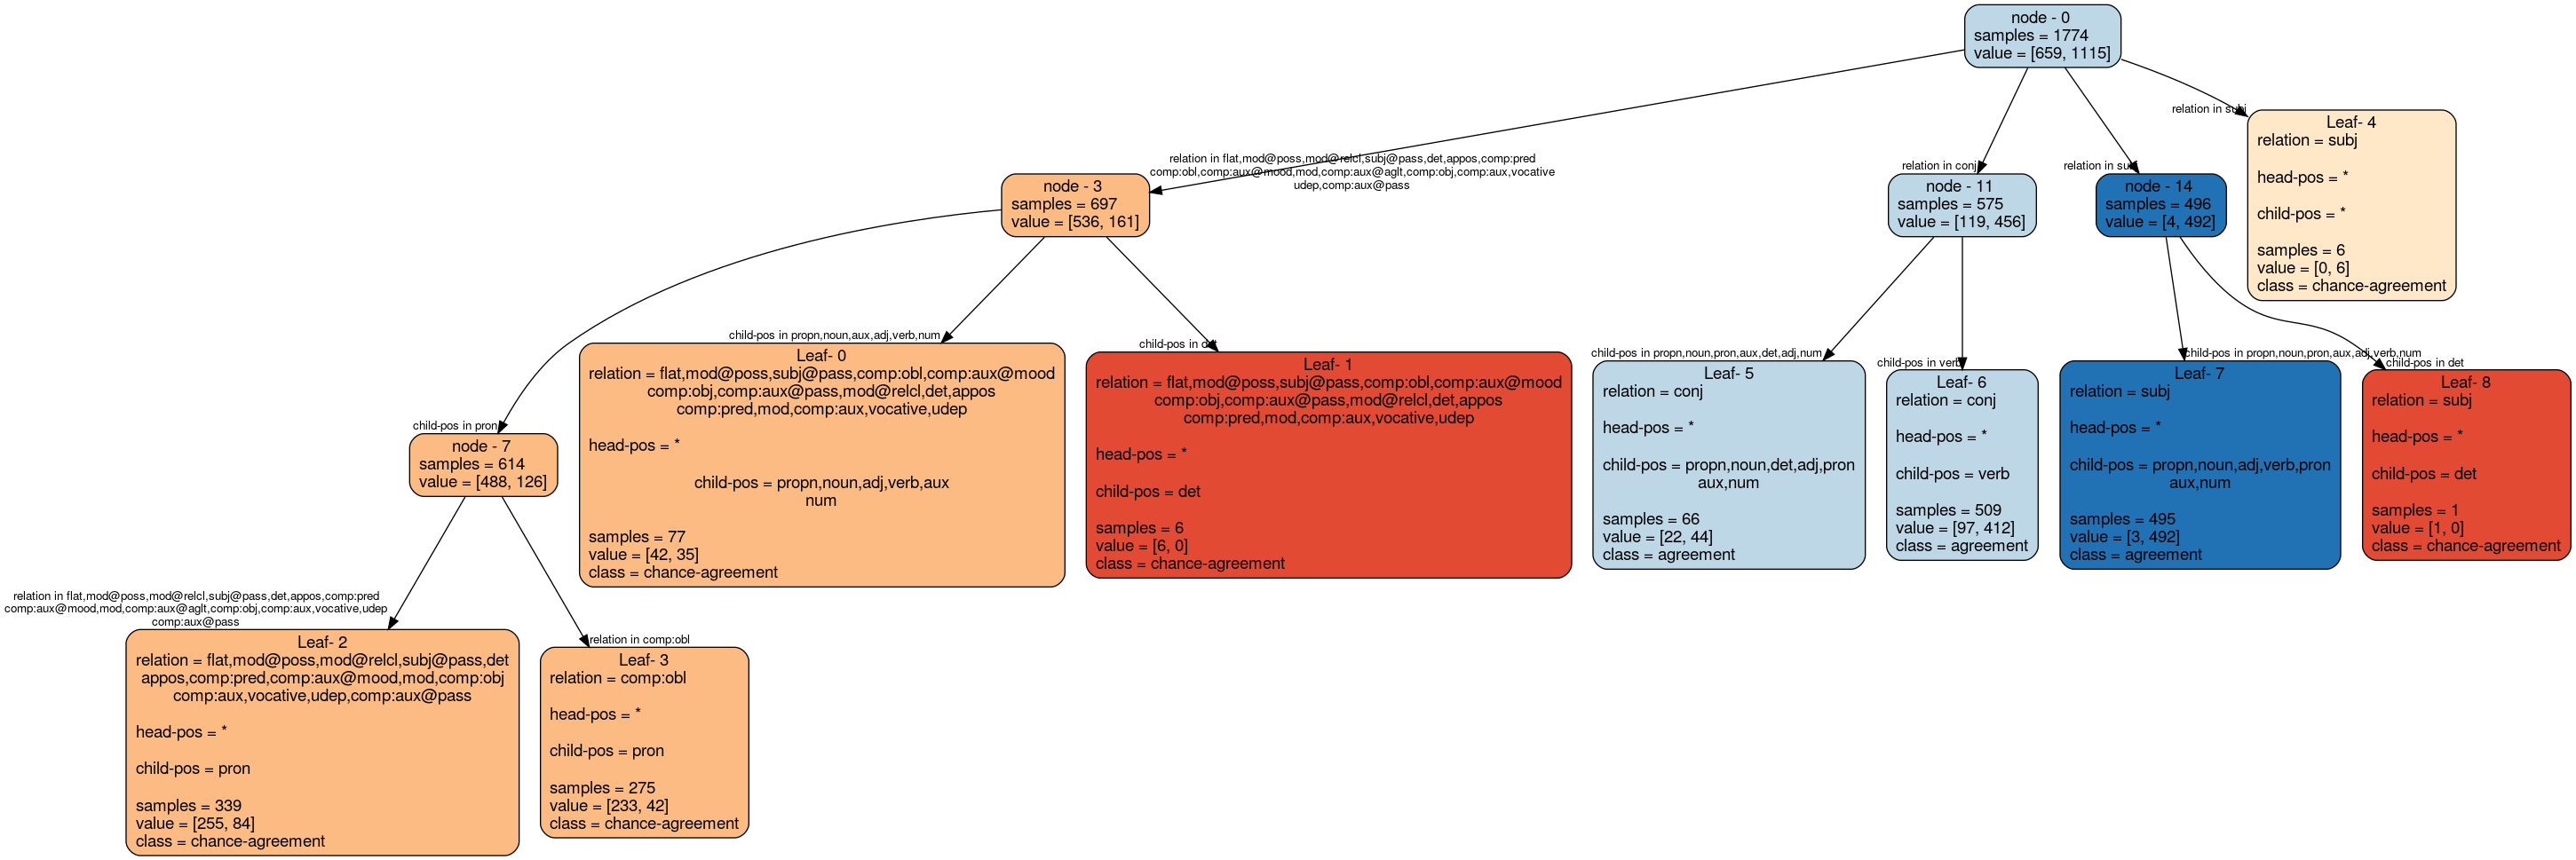 node - 0
samples = 1774
value = [659, 1115]
relation in subj
Leaf- 4
relation = subj
head-pos = *
child-pos = *
samples = 6
value = [0, 6]
class = chance-agreement
relation in flat,mod@poss,mod@relcl,subj@pass,det,appos,comp:pred
comp:obl,comp:aux@mood,mod,comp:aux@aglt,comp:obj,comp:aux,vocative
udep,comp:aux@pass
node - 3
samples = 697
value = [536, 161]
relation in conj
node - 11
samples = 575
value = [119, 456]
relation in subj
node - 14
samples = 496
value = [4, 492]
child-pos in propn,noun,aux,adj,verb,num
Leaf- 0
relation = flat,mod@poss,subj@pass,comp:obl,comp:aux@mood
comp:obj,comp:aux@pass,mod@relcl,det,appos
comp:pred,mod,comp:aux,vocative,udep
head-pos = *
child-pos = propn,noun,adj,verb,aux
num
samples = 77
value = [42, 35]
class = chance-agreement
child-pos in det
Leaf- 1
relation = flat,mod@poss,subj@pass,comp:obl,comp:aux@mood
comp:obj,comp:aux@pass,mod@relcl,det,appos
comp:pred,mod,comp:aux,vocative,udep
head-pos = *
child-pos = det
samples = 6
value = [6, 0]
class = chance-agreement
child-pos in propn,noun,pron,aux,det,adj,num
Leaf- 5
relation = conj
head-pos = *
child-pos = propn,noun,det,adj,pron
aux,num
samples = 66
value = [22, 44]
class = agreement
child-pos in verb
Leaf- 6
relation = conj
head-pos = *
child-pos = verb
samples = 509
value = [97, 412]
class = agreement
child-pos in propn,noun,pron,aux,adj,verb,num
Leaf- 7
relation = subj
head-pos = *
child-pos = propn,noun,adj,verb,pron
aux,num
samples = 495
value = [3, 492]
class = agreement
child-pos in det
Leaf- 8
relation = subj
head-pos = *
child-pos = det
samples = 1
value = [1, 0]
class = chance-agreement
child-pos in pron
node - 7
samples = 614
value = [488, 126]
relation in flat,mod@poss,mod@relcl,subj@pass,det,appos,comp:pred
comp:aux@mood,mod,comp:aux@aglt,comp:obj,comp:aux,vocative,udep
comp:aux@pass
Leaf- 2
relation = flat,mod@poss,mod@relcl,subj@pass,det
appos,comp:pred,comp:aux@mood,mod,comp:obj
comp:aux,vocative,udep,comp:aux@pass
head-pos = *
child-pos = pron
samples = 339
value = [255, 84]
class = chance-agreement
relation in comp:obl
Leaf- 3
relation = comp:obl
head-pos = *
child-pos = pron
samples = 275
value = [233, 42]
class = chance-agreement